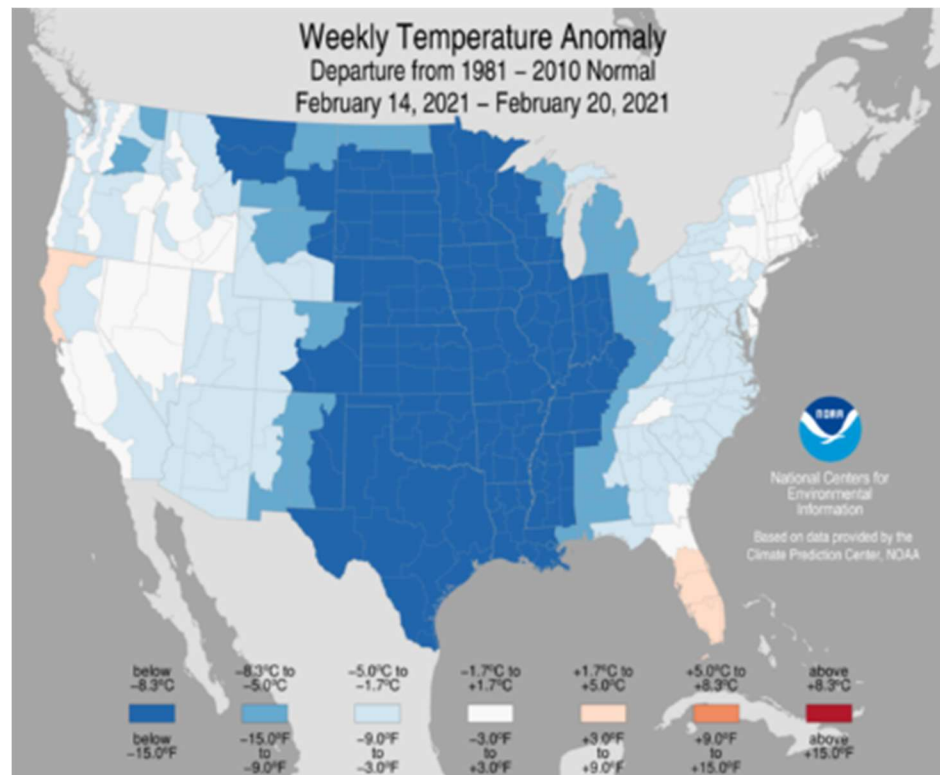 Weekly Temperature Anomaly
Departure from 1981 – 2010 Normal
February 14, 2021 – February 20, 2021
NOAA
National Centers for
Environmental
Information
Based on data provided by the
Climate Prediction Center, NOAA
below
-8.3°C
-8.3°C to
-5.0°C
-5.0°C to
-1.7°C
-1.7°C to
+1.7°C
+1.7°C to
+5.0°C
+5.0°C to
+8.3°C
above
+8.3°C
below
-15.0°F
-15.0°F
to
-9.0°F
-9.0°F
to
-3.0°F
-3.0°F
to
+3.0°F
+3.0°F
to
+9.0°F
+9.0°F
to
+15.0°F
above
+15.0°F